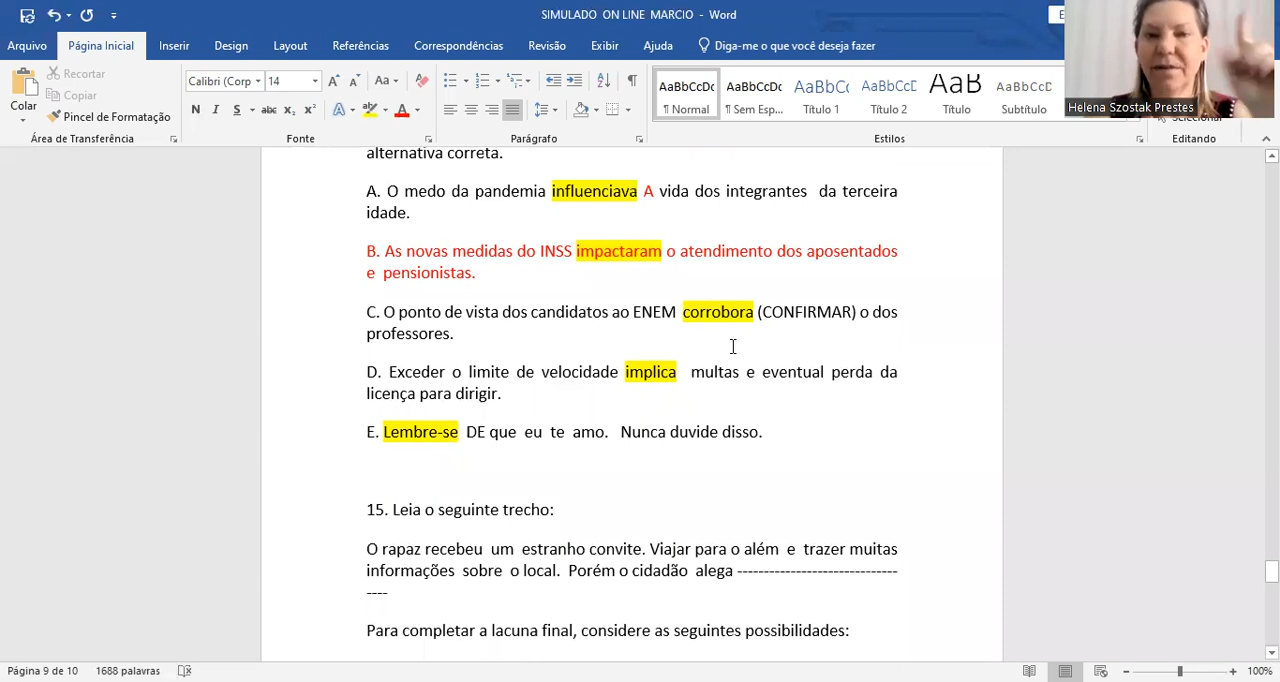 SIMULADO ON LINE MARCIO - Word
Arquivo Página Inicial Inserir Design Layout Referências Correspondências Revisão Exibir Ajuda Diga-me o que você deseja fazer
Colar
Recortar
Copiar
Pincel de Formatação
Área de Transferência
Calibri (Corp 14
N I S abc x₂ x²
Fonte
Parágrafo
AaBbCcDc AaBbCcDc AaBbCc AaBbCcD AaB AaBbCcD
¶ Normal ¶ Sem Esp... Título 1 Título 2 Título Subtítulo
Estilos
Editando
Helena Szostak Prestes
alternativa correta.
A. O medo da pandemia influenciava A vida dos integrantes da terceira
idade.
B. As novas medidas do INSS impactaram o atendimento dos aposentados
e pensionistas.
C. O ponto de vista dos candidatos ao ENEM corrobora (CONFIRMAR) o dos
professores.
D. Exceder o limite de velocidade implica multas e eventual perda da
licença para dirigir.
E. Lembre-se DE que eu te amo. Nunca duvide disso.
15. Leia o seguinte trecho:
O rapaz recebeu um estranho convite. Viajar para o além e trazer muitas
informações sobre o local. Porém o cidadão alega --------------------------------
----
Para completar a lacuna final, considere as seguintes possibilidades:
Página 9 de 10 1688 palavras 100%